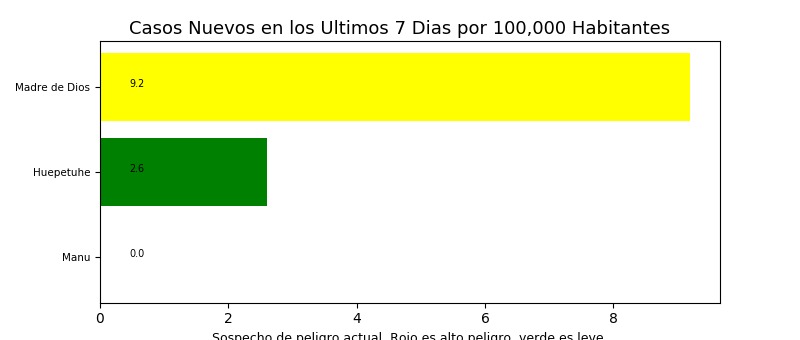 Casos Nuevos en los Ultimos 7 Dias por 100,000 Habitantes
Madre de Dios
9.2
Huepetuhe
2.6
Manu
0.0
0 2 4 6 8
Sospecho de peligro actual. Rojo es alto peligro, verde es leve